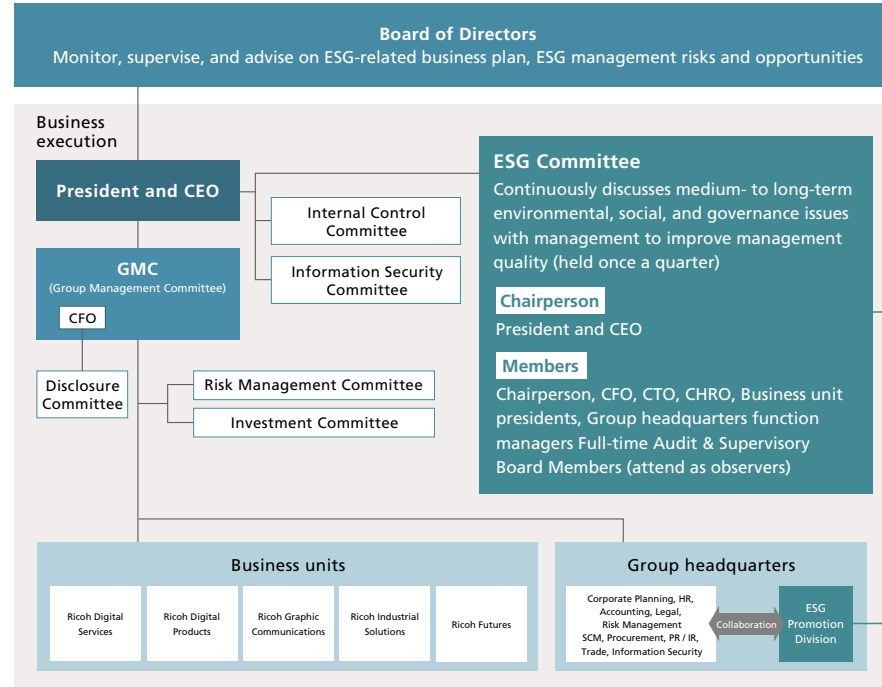 Board of Directors
Monitor, supervise, and advise on ESG-related business plan, ESG management risks and opportunities
Business
execution
President and CEO
GMC
(Group Management Committee)
CFO
Disclosure
Committee
Internal Control
Committee
Information Security
Committee
Risk Management Committee
Investment Committee
ESG Committee
Continuously discusses medium- to long-term
environmental, social, and governance issues
with management to improve management
quality (held once a quarter)
Chairperson
President and CEO
Members
Chairperson, CFO, CTO, CHRO, Business unit
presidents, Group headquarters function
managers Full-time Audit & Supervisory
Board Members (attend as observers)
Business units
Ricoh Digital
Services
Ricoh Digital
Products
Ricoh Graphic
Communications
Ricoh Industrial
Solutions
Ricoh Futures
Group headquarters
Corporate Planning, HR,
Accounting, Legal,
Risk Management
SCM, Procurement, PR / IR,
Trade, Information Security
Collaboration
ESG
Promotion
Division